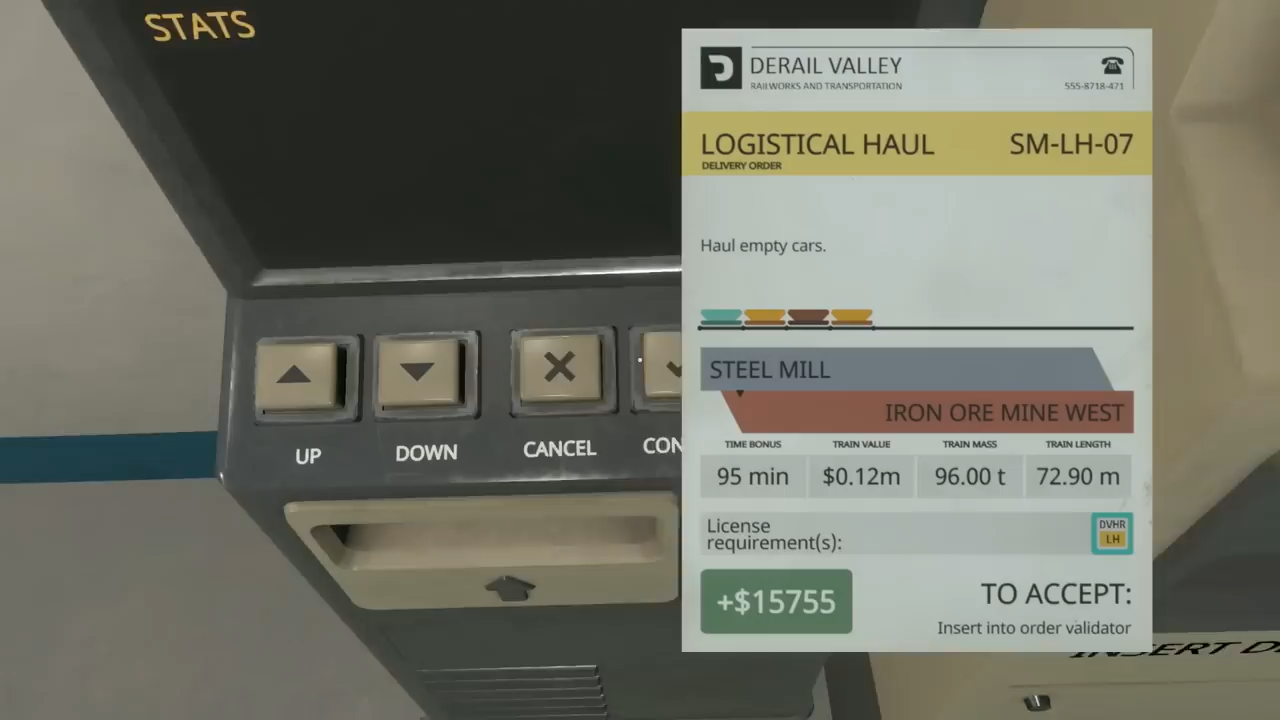 STATS
UP
DOWN
CANCEL
DERAIL VALLEY
RAILWORKS AND TRANSPORTATION
555-8718-471
LOGISTICAL HAUL
SM-LH-07
DELIVERY ORDER
Haul empty cars.
STEEL MILL
IRON ORE MINE WEST
TIME BONUS TRAIN VALUE TRAIN MASS TRAIN LENGTH
95 min $0.12m 96.00 t 72.90 m
License
requirement(s):
DVHR
LH
+$15755
TO ACCEPT:
Insert into order validator
INSERT